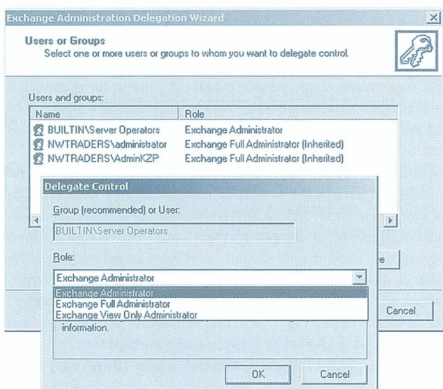 Exchange Administration Delegation Wizard
Users or Groups
Select one or more users or groups to whom you want to delegate control.
Users and groups:
Name Role
BUILTIN\Server Operators Exchange Administrator
NWTRADERS\administrator Exchange Full Administrator (Inherited)
NWTRADERS\AdminKZP Exchange Full Administrator (Inherited)
Delegate Control
Group (recommended) or User:
BUILTIN\Server Operators
Role:
Exchange Administrator
Exchange Administrator
Exchange Full Administrator
Exchange View Only Administrator
information.
Cancel
OK Cancel